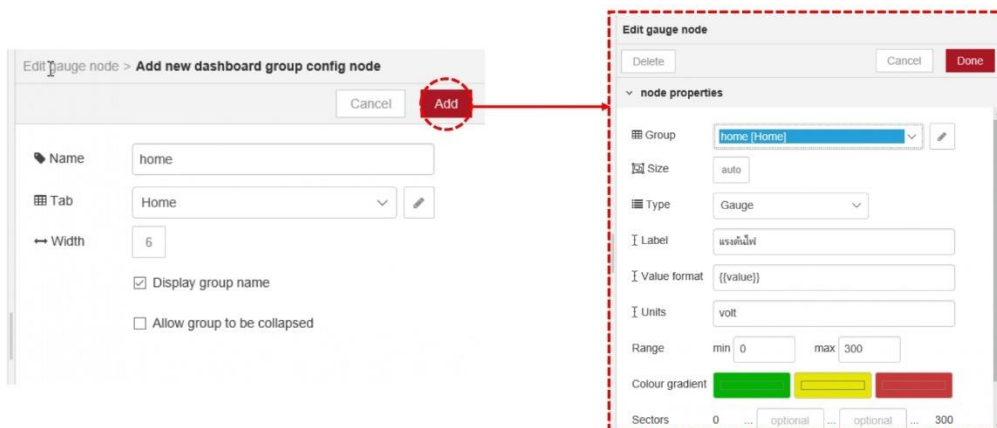 Edit gauge node > Add new dashboard group config node
Cancel Add
Name home
Tab Home
Width 6
Display group name
Allow group to be collapsed
Edit gauge node
Delete Cancel Done
node properties
Group home [Home]
Size auto
Type Gauge
Label แรงดันไฟ
Value format {{value}}
Units volt
Range min 0 max 300
Colour gradient
Sectors 0 ... optional ... optional ... 300